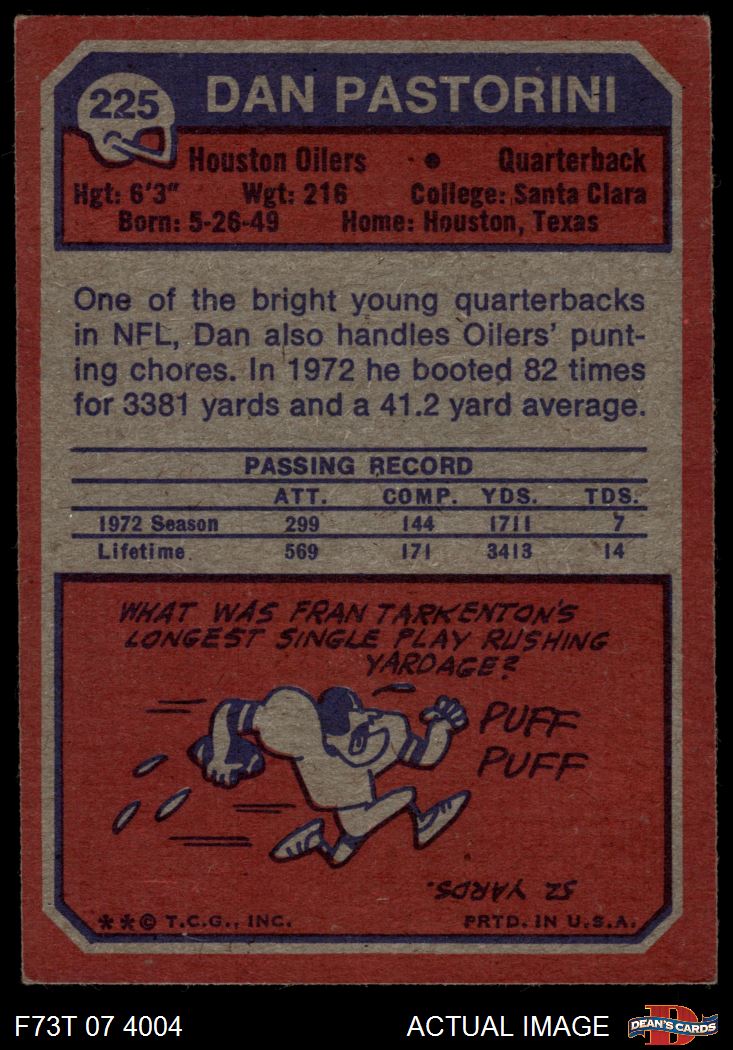 225
DAN PASTORINI
Houston Oilers • Quarterback
Hgt: 6'3" Wgt: 216 College: Santa Clara
Born: 5-26-49 Home: Houston, Texas
One of the bright young quarterbacks
in NFL, Dan also handles Oilers' punt-
ing chores. In 1972 he booted 82 times
for 3381 yards and a 41.2 yard average.
PASSING RECORD
ATT. COMP. YDS. TDS.
1972 Season 299 144 1711 7
Lifetime 569 171 3413 14
WHAT WAS FRAN TARKENTON'S
LONGEST SINGLE PLAY RUSHING
YARDAGE?
PUFF
PUFF
52 YARDS.
**© T.C.G., INC. PRTD. IN U.S.A.
F73T 07 4004 ACTUAL IMAGE
D
DEAN'S CARDS